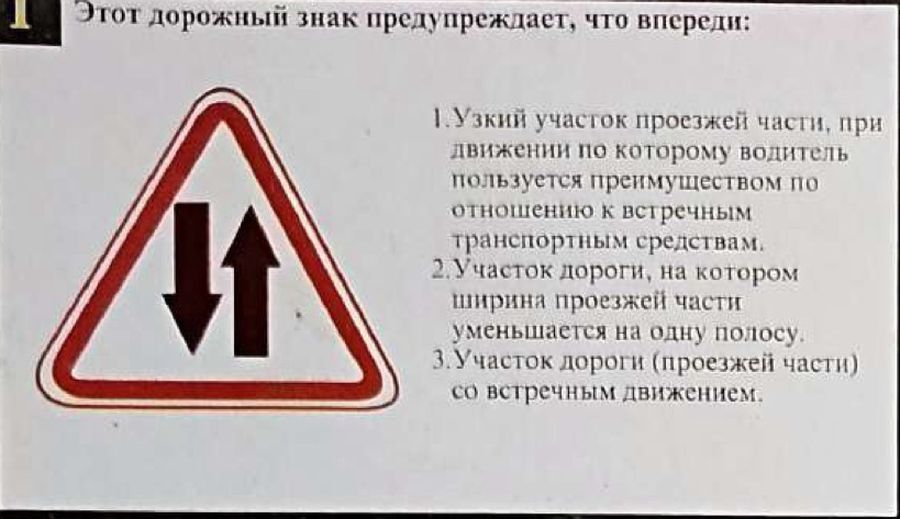 1 Этот дорожный знак предупреждает, что впереди:
1. Узкий участок проезжей части, при
движении по которому водитель
пользуется преимуществом по
отношению к встречным
транспортным средствам.
2. Участок дороги, на котором
ширина проезжей части
уменьшается на одну полосу.
3. Участок дороги (проезжей части)
со встречным движением.